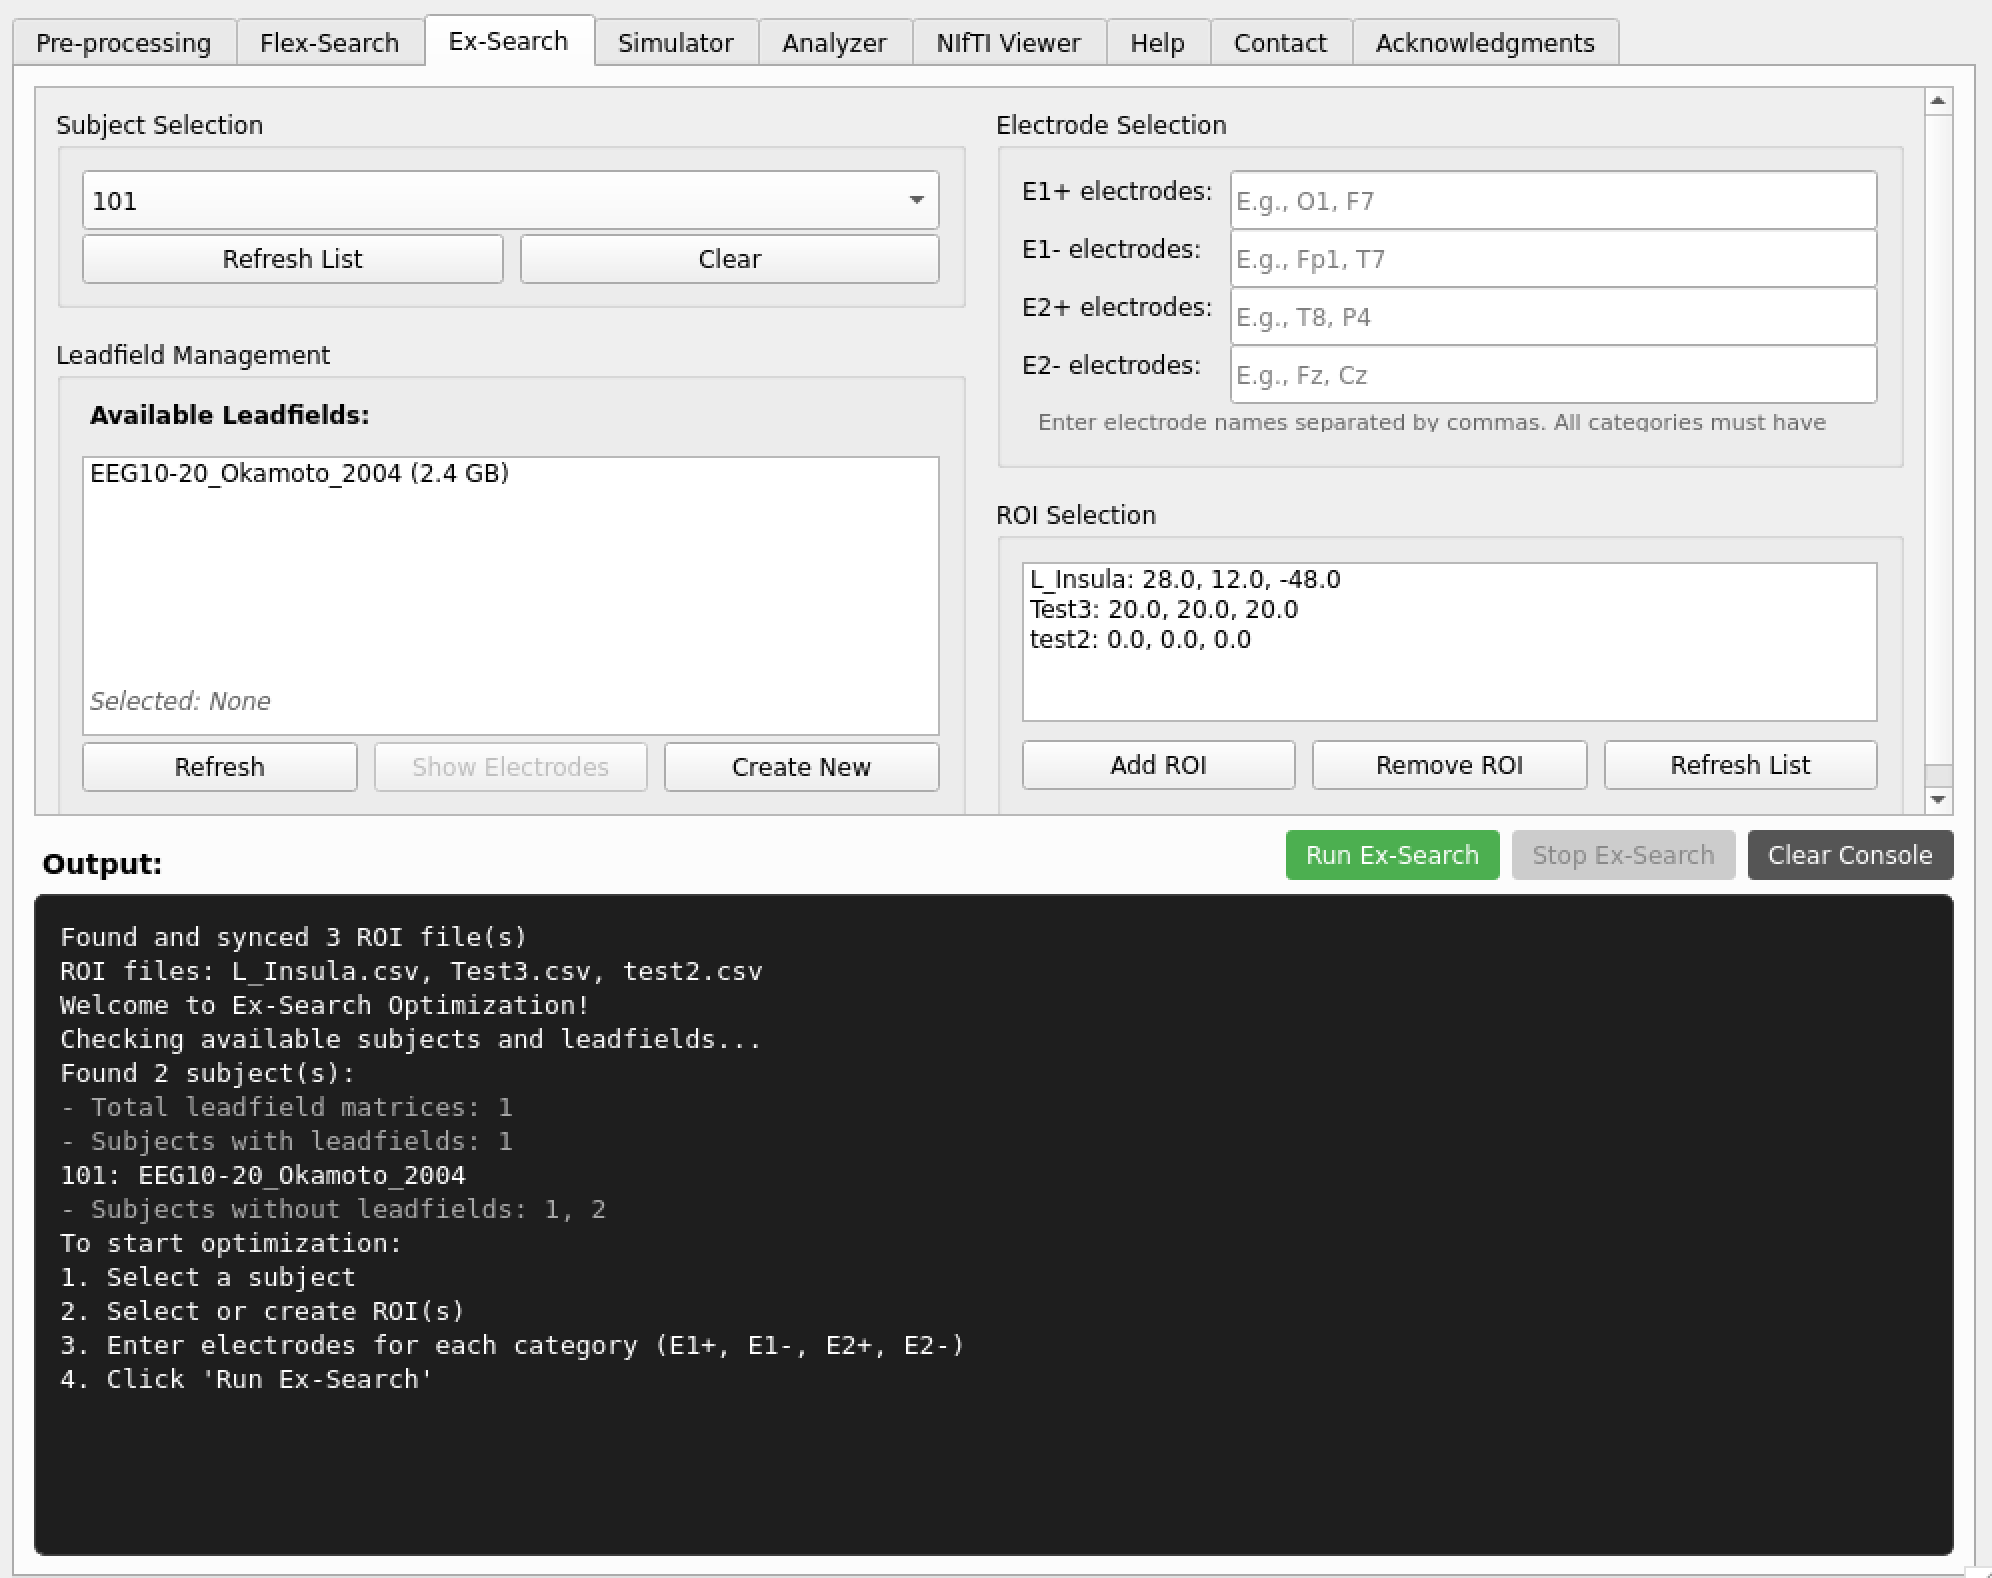 Pre-processing Flex-Search Ex-Search Simulator Analyzer NIfTI Viewer Help Contact Acknowledgments
Subject Selection
101
Refresh List Clear
Leadfield Management
Available Leadfields:
EEG10-20_Okamoto_2004 (2.4 GB)
Selected: None
Refresh Show Electrodes Create New
Electrode Selection
E1+ electrodes: E.g., O1, F7
E1- electrodes: E.g., Fp1, T7
E2+ electrodes: E.g., T8, P4
E2- electrodes: E.g., Fz, Cz
Enter electrode names separated by commas. All categories must have
ROI Selection
L_Insula: 28.0, 12.0, -48.0
Test3: 20.0, 20.0, 20.0
test2: 0.0, 0.0, 0.0
Add ROI Remove ROI Refresh List
Output:
Run Ex-Search Stop Ex-Search Clear Console
Found and synced 3 ROI file(s)
ROI files: L_Insula.csv, Test3.csv, test2.csv
Welcome to Ex-Search Optimization!
Checking available subjects and leadfields...
Found 2 subject(s):
- Total leadfield matrices: 1
- Subjects with leadfields: 1
101: EEG10-20_Okamoto_2004
- Subjects without leadfields: 1, 2
To start optimization:
1. Select a subject
2. Select or create ROI(s)
3. Enter electrodes for each category (E1+, E1-, E2+, E2-)
4. Click 'Run Ex-Search'